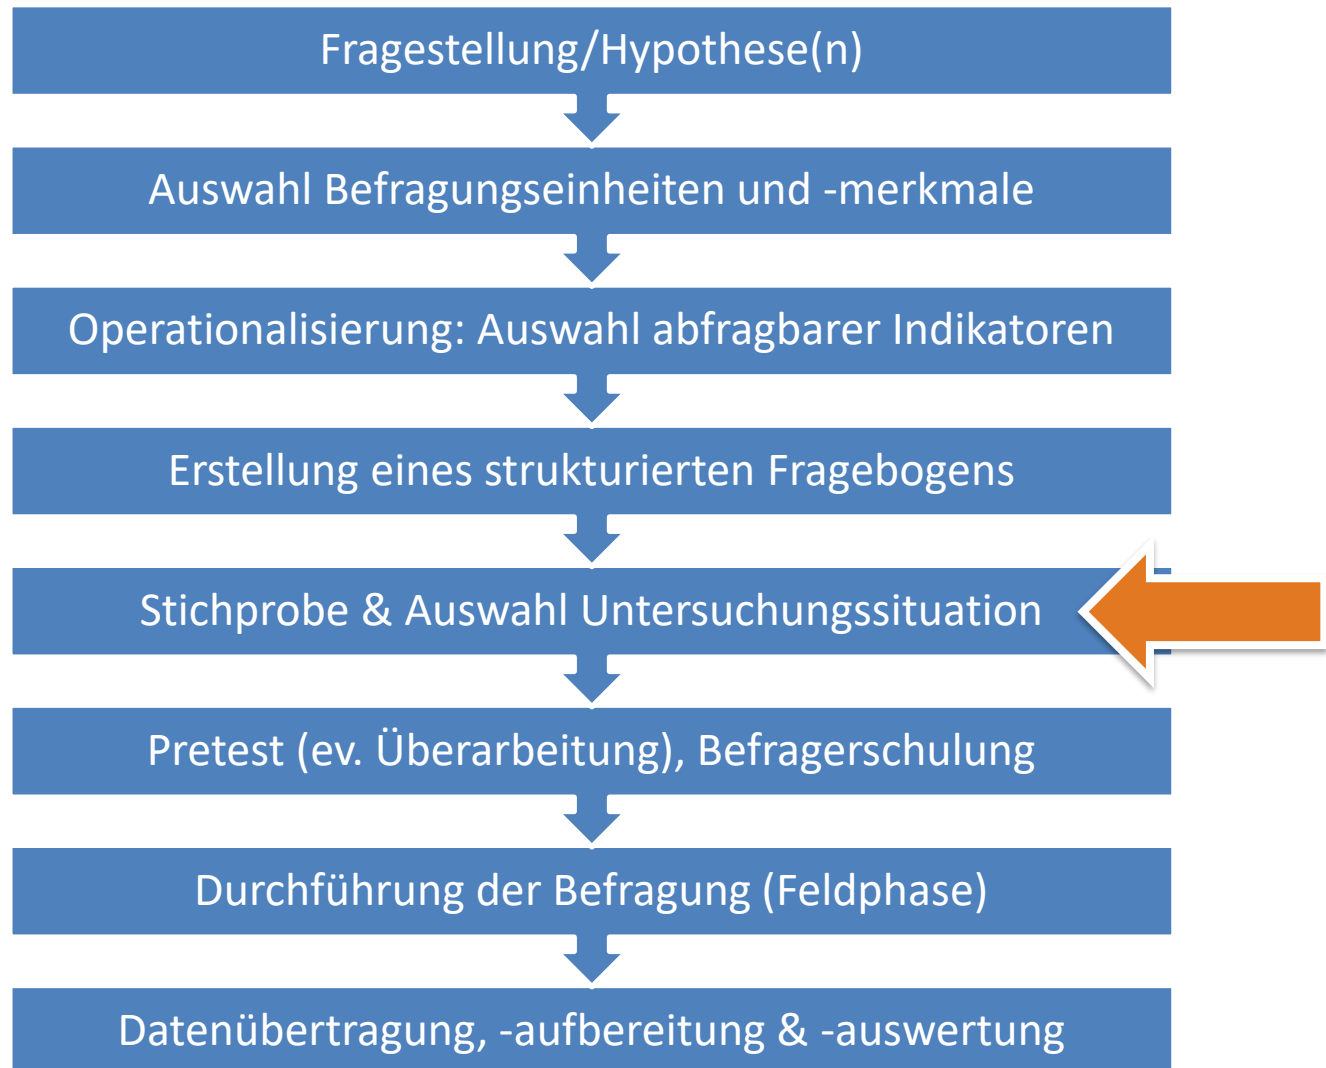 Fragestellung/Hypothese(n)
Auswahl Befragungseinheiten und -merkmale
Operationalisierung: Auswahl abfragbarer Indikatoren
Erstellung eines strukturierten Fragebogens
Stichprobe & Auswahl Untersuchungssituation
Pretest (ev. Überarbeitung), Befragerschulung
Durchführung der Befragung (Feldphase)
Datenübertragung, -aufbereitung & -auswertung